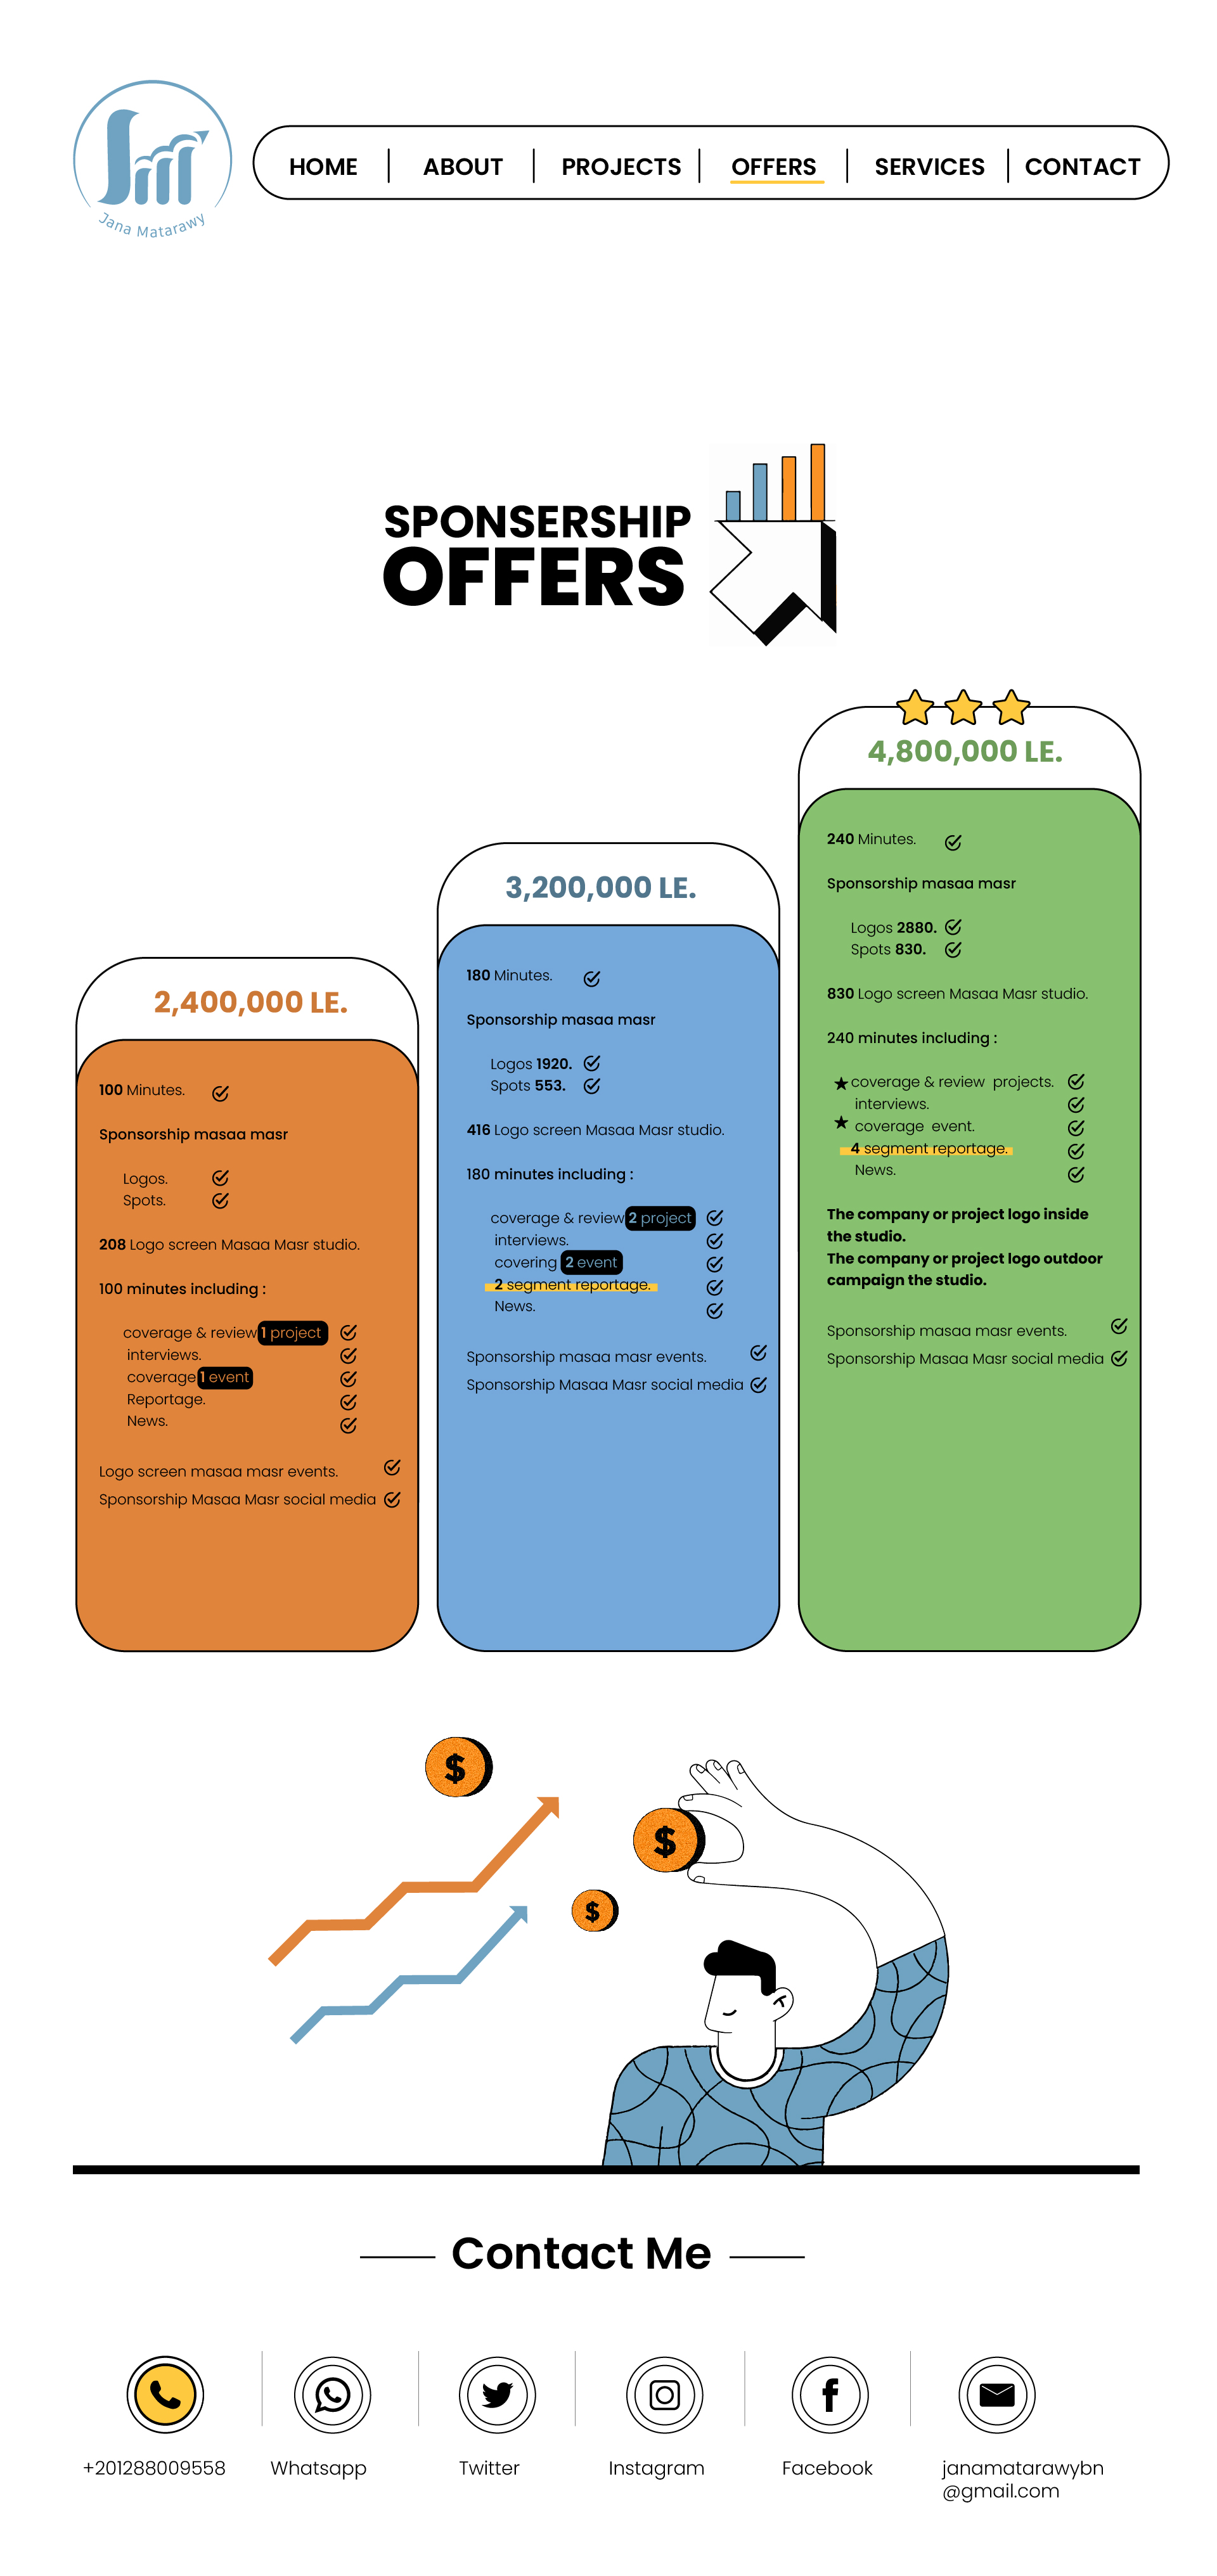 Jana Matarawy
HOME
ABOUT
PROJECTS
OFFERS
SERVICES
CONTACT
SPONSERSHIP
OFFERS
2,400,000 LE.
100 Minutes.
Sponsorship masaa masr
Logos.
Spots.
208 Logo screen Masaa Masr studio.
100 minutes including :
coverage & review 1 project
interviews.
coverage 1 event
Reportage.
News.
Logo screen masaa masr events.
Sponsorship Masaa Masr social media
3,200,000 LE.
180 Minutes.
Sponsorship masaa masr
Logos 1920.
Spots 553.
416 Logo screen Masaa Masr studio.
180 minutes including :
coverage & review 2 project
interviews.
covering 2 event
2 segment reportage.
News.
Sponsorship masaa masr events.
Sponsorship Masaa Masr social media
4,800,000 LE.
240 Minutes.
Sponsorship masaa masr
Logos 2880.
Spots 830.
830 Logo screen Masaa Masr studio.
240 minutes including :
coverage & review projects.
interviews.
coverage event.
4 segment reportage.
News.
The company or project logo inside
the studio.
The company or project logo outdoor
campaign the studio.
Sponsorship masaa masr events.
Sponsorship Masaa Masr social media
$
$
$
Contact Me
+201288009558
Whatsapp
Twitter
Instagram
Facebook
janamatarawybn
@gmail.com